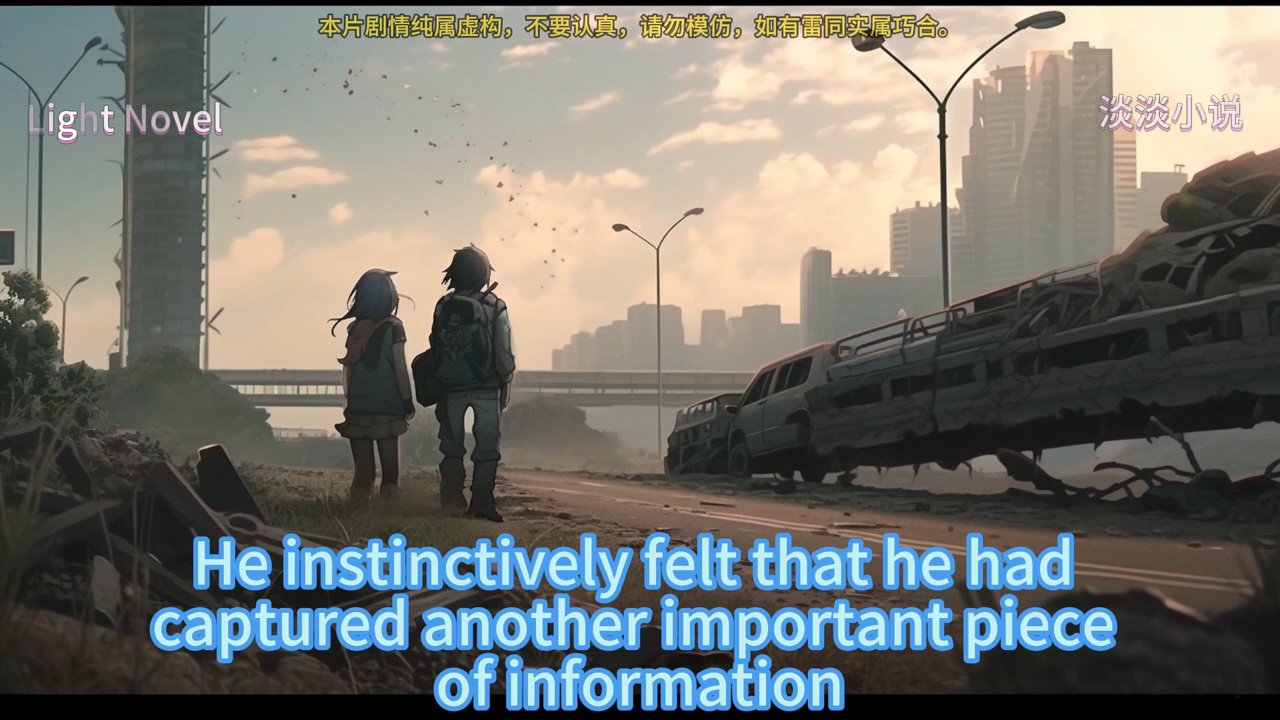 本片剧情纯属虚构，不要认真，请勿模仿，如有雷同实属巧合。
Light Novel
淡淡小说
He instinctively felt that he had
captured another important piece
of information